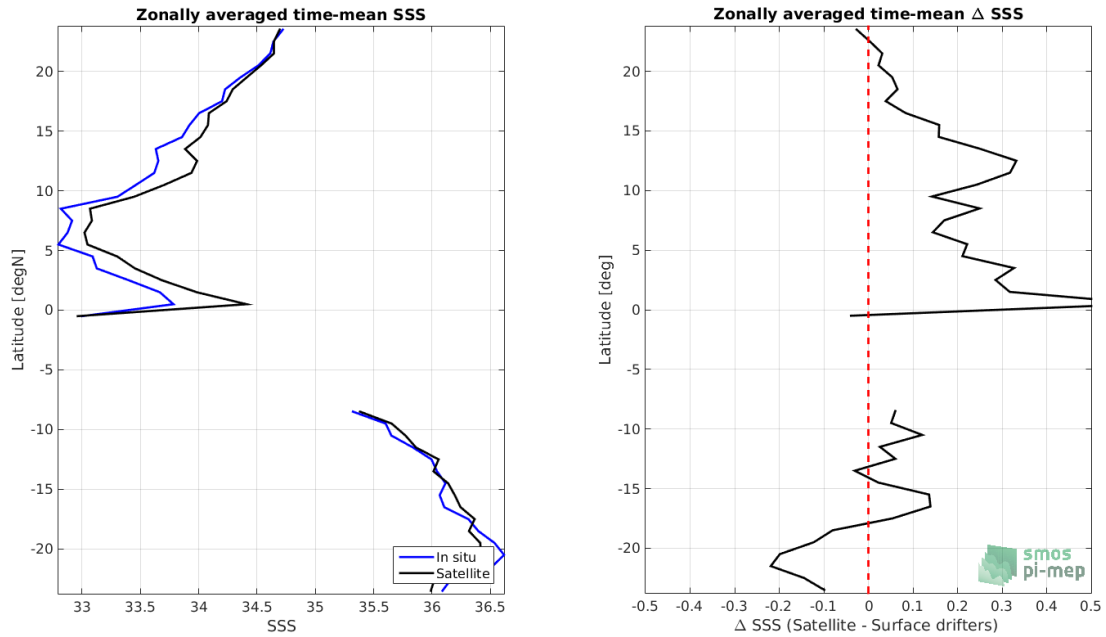 Zonally averaged time-mean SSS
20
15
10
5
0
-5
-10
-15
-20
Latitude [degN]
33 33.5 34 34.5 35 35.5 36 36.5
SSS
In situ
Satellite
Zonally averaged time-mean Δ SSS
20
15
10
5
0
-5
-10
-15
-20
Latitude [deg]
-0.5 -0.4 -0.3 -0.2 -0.1 0 0.1 0.2 0.3 0.4 0.5
Δ SSS (Satellite - Surface drifters)
smos
pi-mep